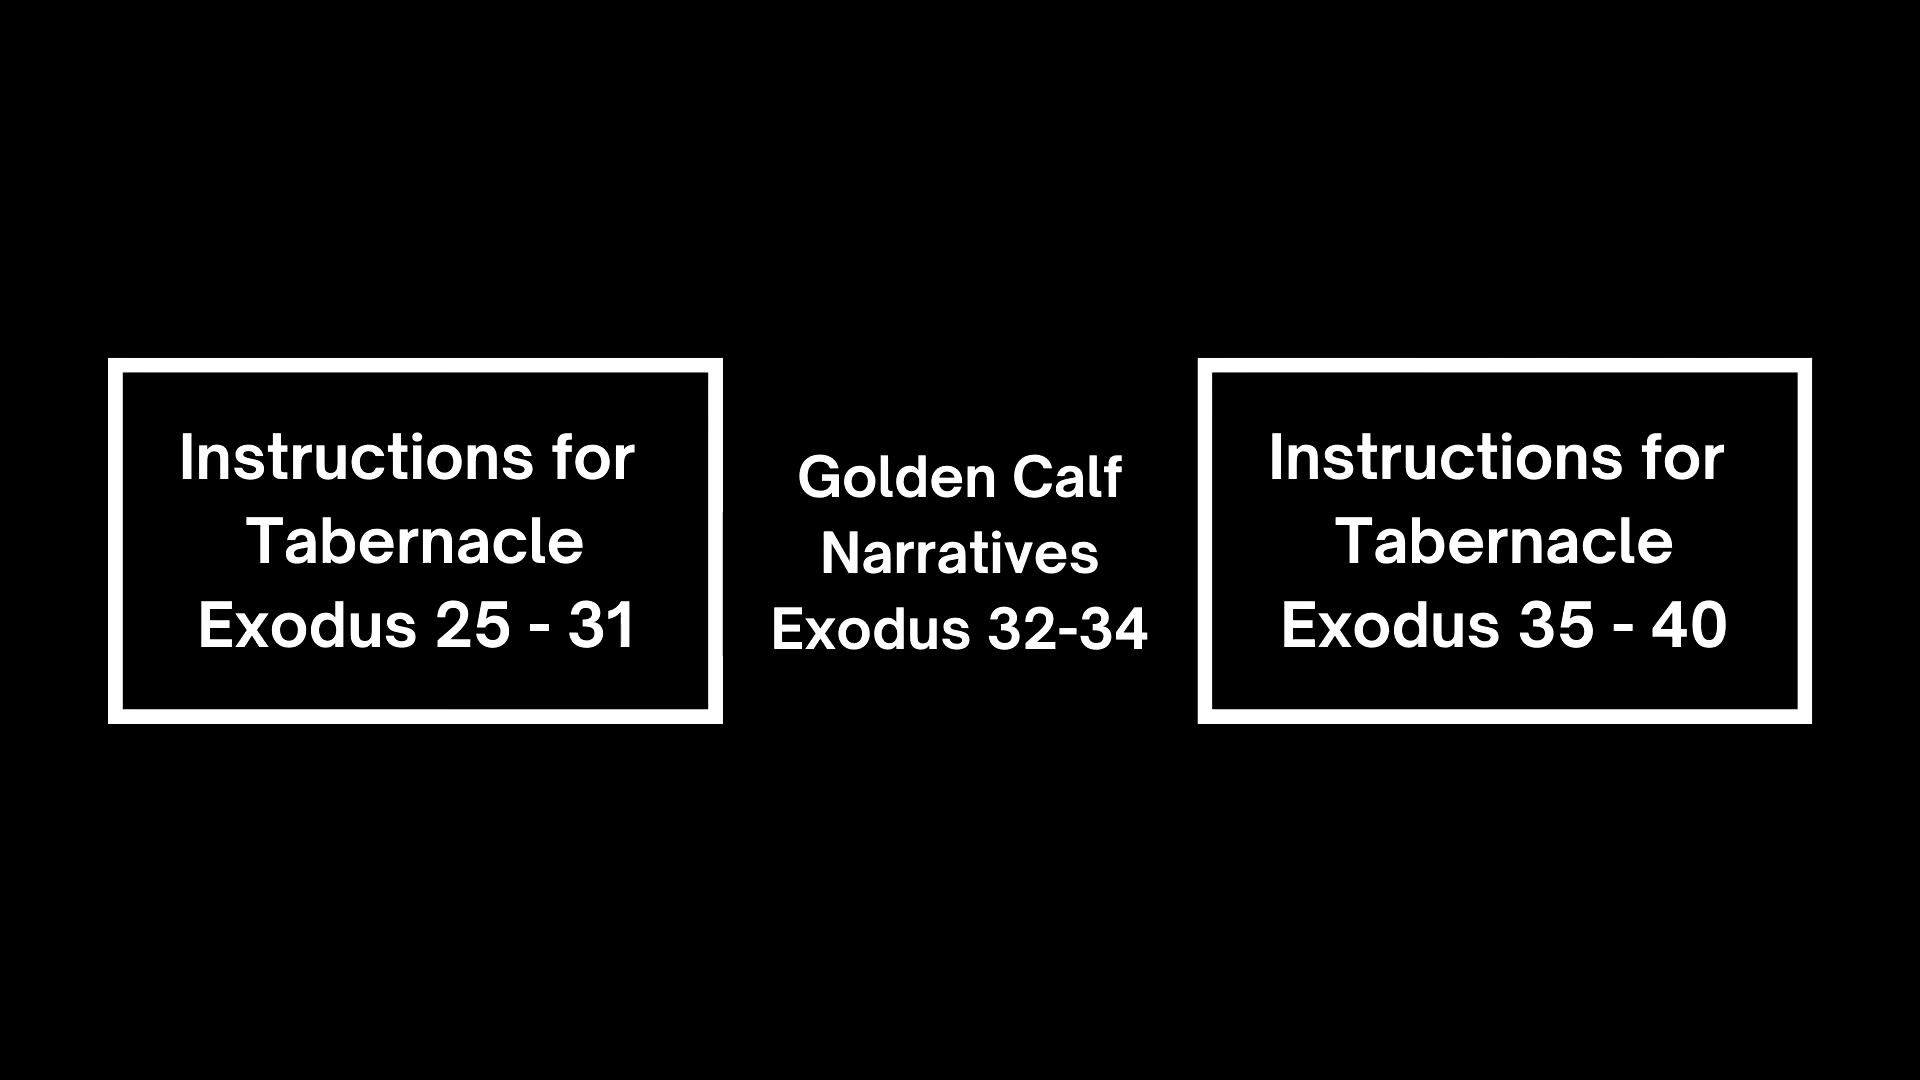 Instructions for
Tabernacle
Exodus 25 - 31
Golden Calf
Narratives
Exodus 32-34
Instructions for
Tabernacle
Exodus 35 - 40